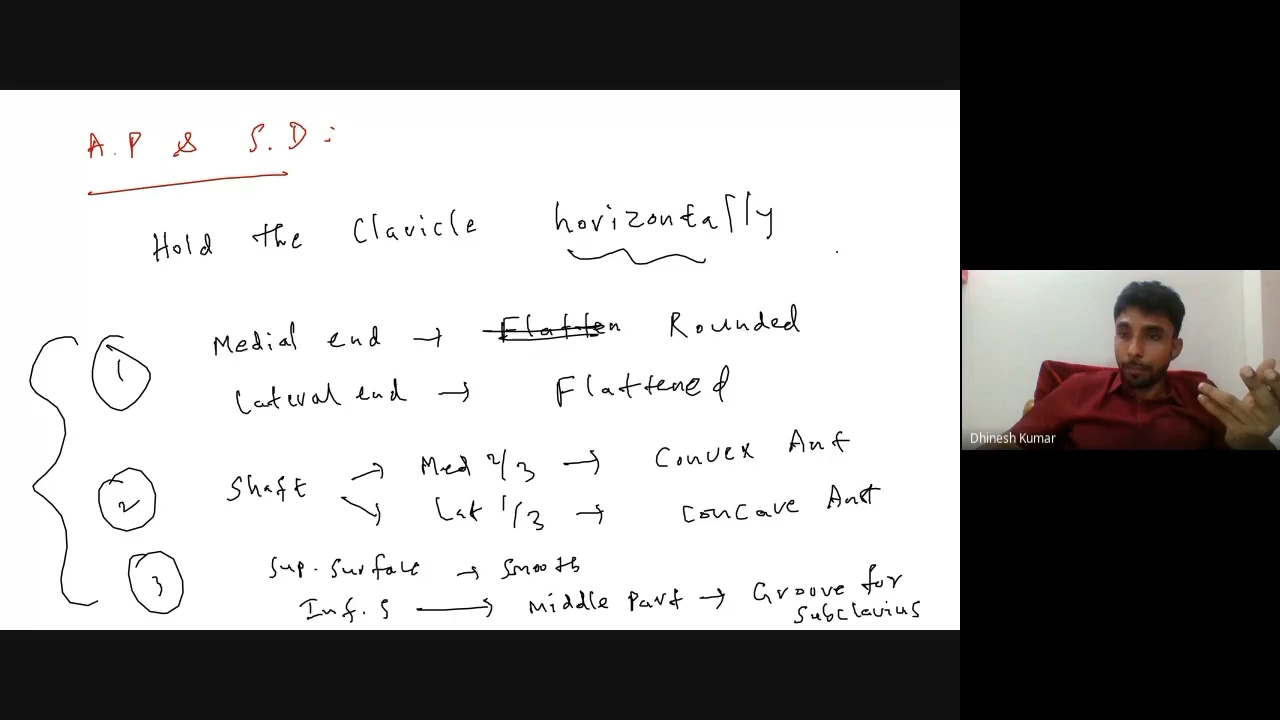 A.P & S.D:
Hold the Clavicle horizontally
1 Medial end → Flatten Rounded
Lateral end → Flattened
2 Shaft → Med 2/3 → Convex Ant
→ Lat 1/3 → Concave Ant
3 Sup. Surface → Smooth
Inf. S → Middle Part → Groove for
Subclavius
Dhinesh Kumar